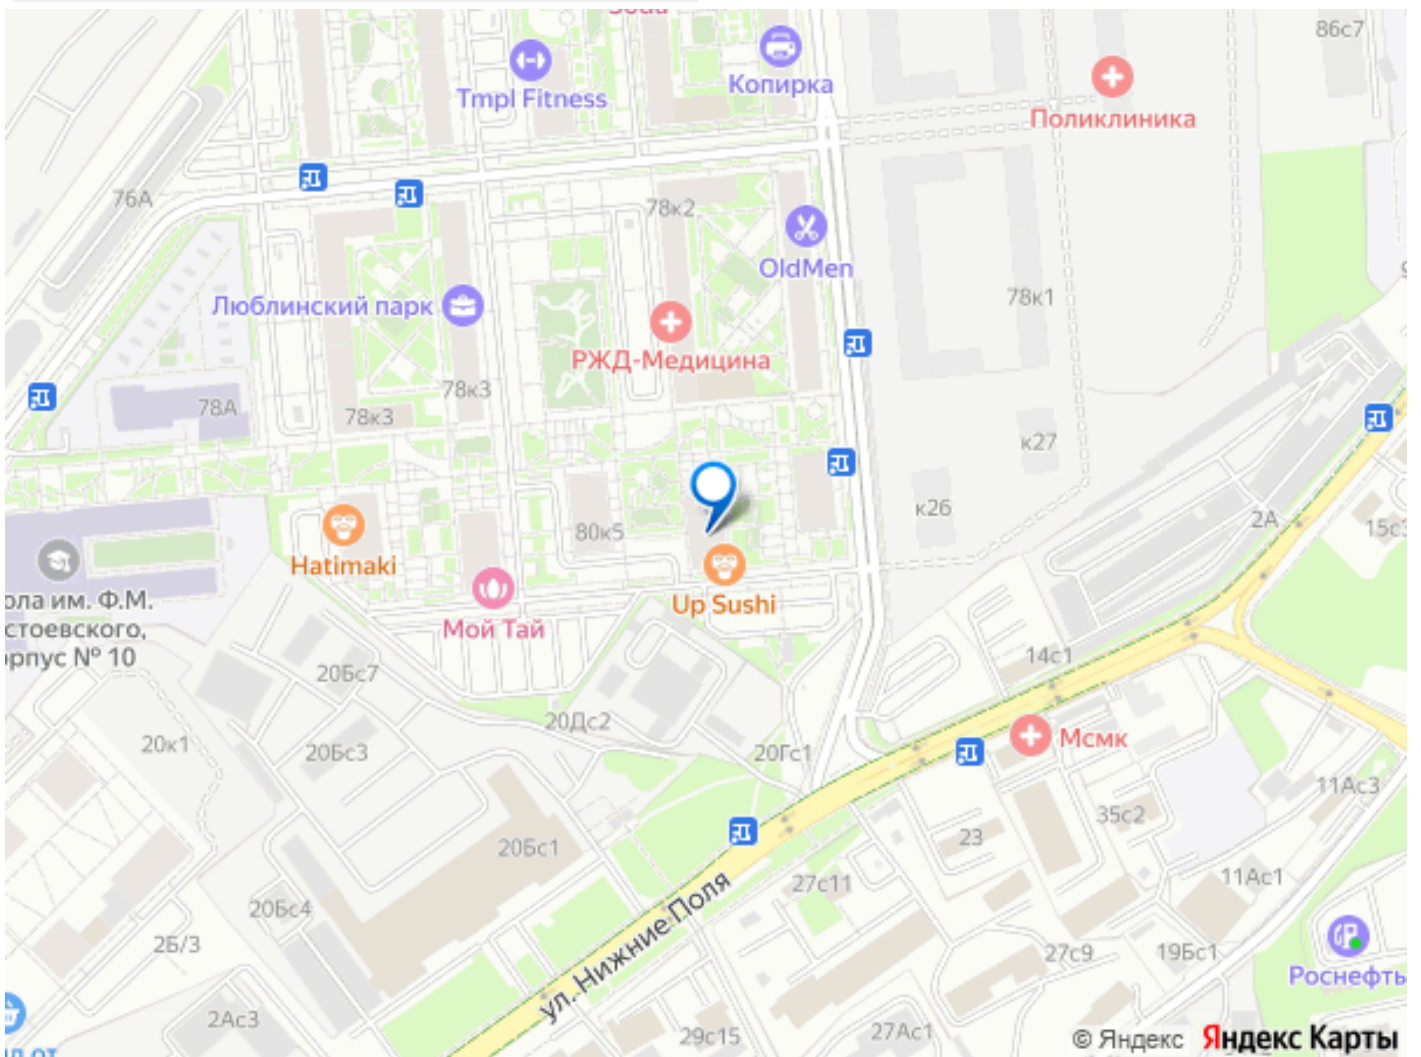 86с7
Tmpl Fitness
Копирка
Поликлиника
76А
78к2
OldMen
Люблинский парк
78к1
РЖД-Медицина
78к3
78А
78к3
к27
к26
2А
80к5
Hatimaki
Up Sushi
Мой Тай
ола им. Ф.М.
стоевского,
орпус № 10
20Бс7
14с1
20Дс2
20к1
20Бс3
20Гс1
Мсмк
11Ас3
35с2
23
20Бс1
27с11
11Ас1
20Бс4
2Б/3
ул. Нижние Поля
27с9
19Бс1
Роснефть
2Ас3
29с15
27Ас1
© Яндекс Яндекс Карты